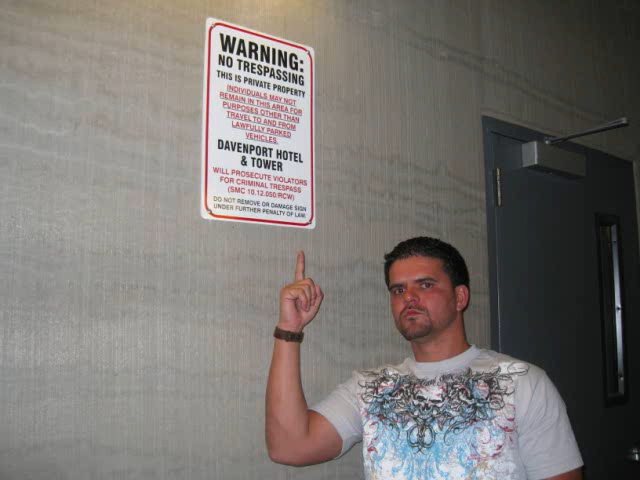 WARNING:
NO TRESPASSING
THIS IS PRIVATE PROPERTY
INDIVIDUALS MAY NOT
REMAIN IN THIS AREA FOR
PURPOSES OTHER THAN
TRAVEL TO AND FROM
LAWFULLY PARKED
VEHICLES.
DAVENPORT HOTEL
& TOWER
WILL PROSECUTE VIOLATORS
FOR CRIMINAL TRESPASS
(SMC 10.12.050/RCW)
DO NOT REMOVE OR DAMAGE SIGN
UNDER FURTHER PENALTY OF LAW.